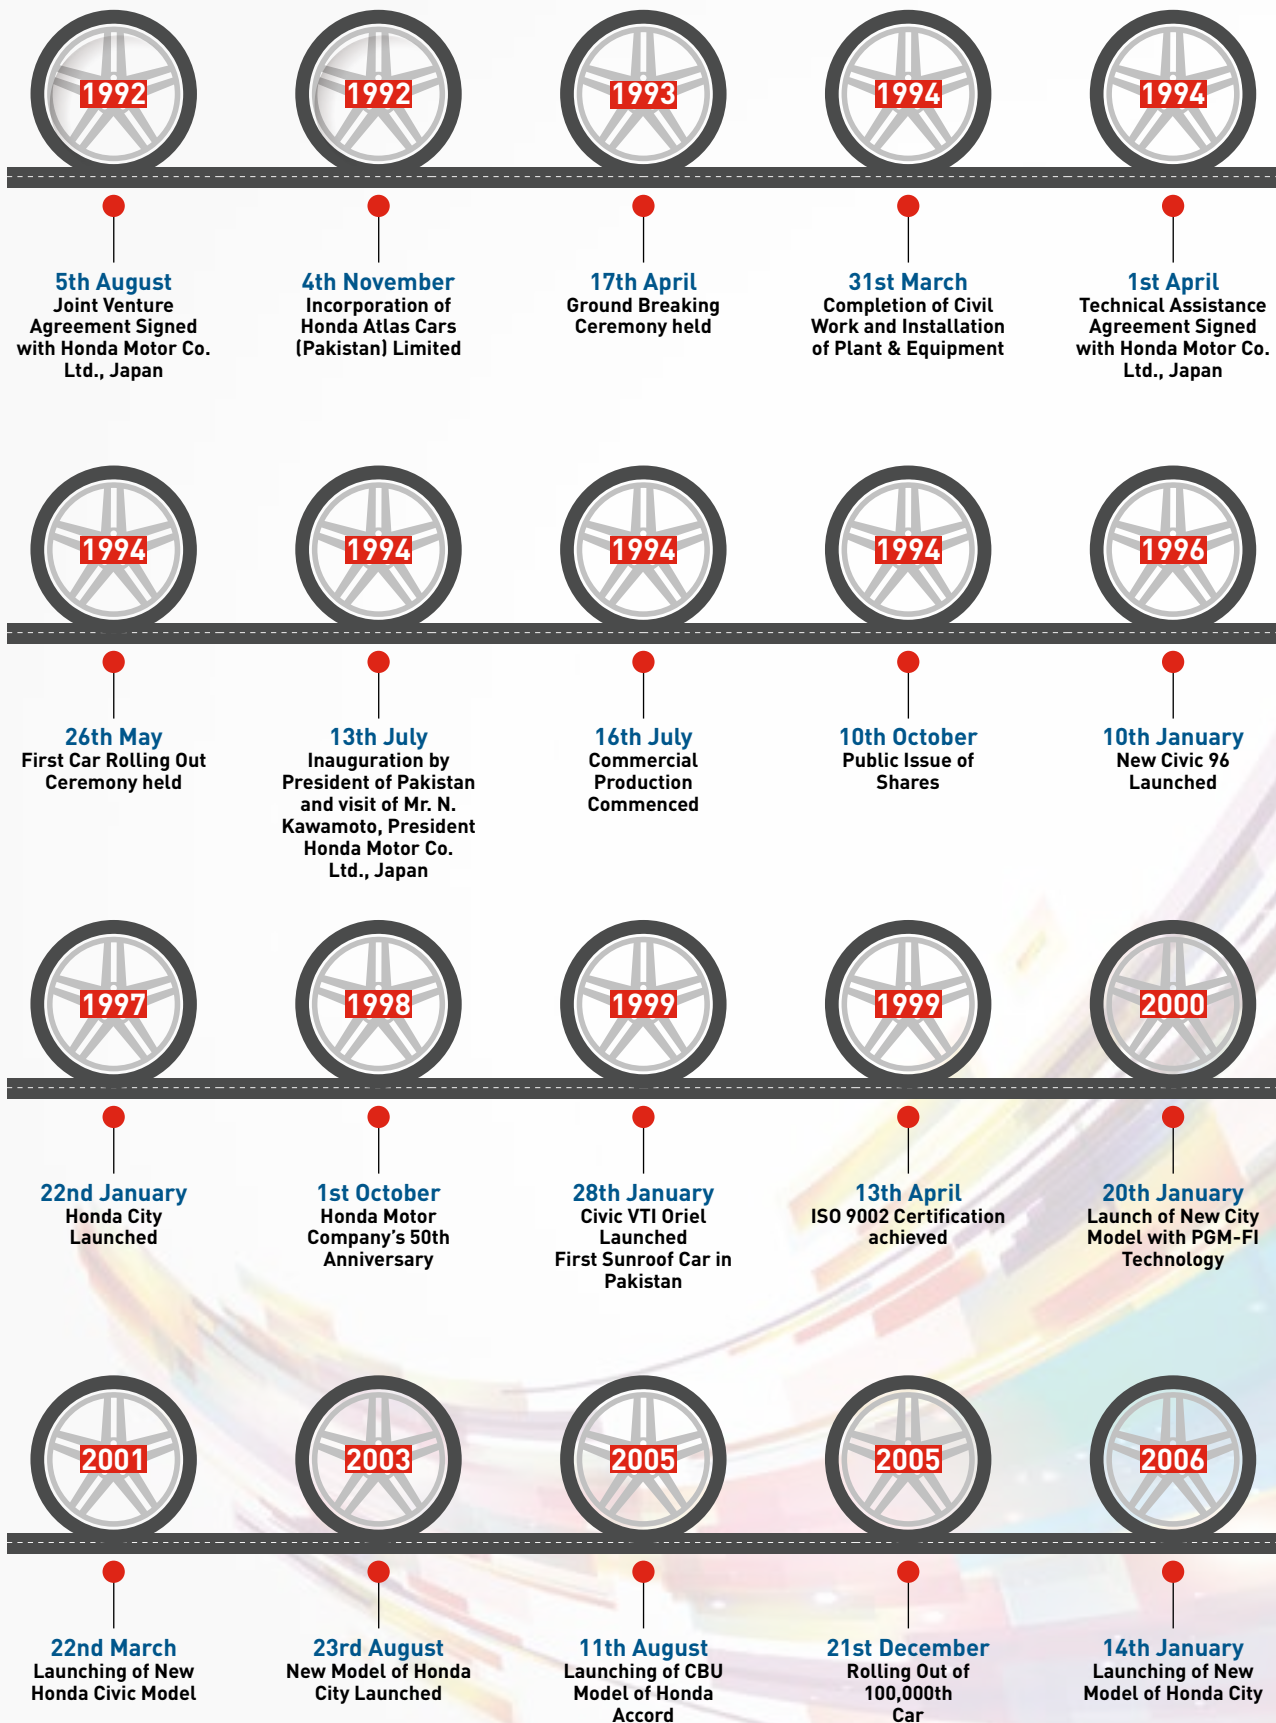 1992
5th August
Joint Venture
Agreement Signed
with Honda Motor Co.
Ltd., Japan
1992
4th November
Incorporation of
Honda Atlas Cars
(Pakistan) Limited
1993
17th April
Ground Breaking
Ceremony held
1994
31st March
Completion of Civil
Work and Installation
of Plant & Equipment
1994
1st April
Technical Assistance
Agreement Signed
with Honda Motor Co.
Ltd., Japan
1994
26th May
First Car Rolling Out
Ceremony held
1994
13th July
Inauguration by
President of Pakistan
and visit of Mr. N.
Kawamoto, President
Honda Motor Co.
Ltd., Japan
1994
16th July
Commercial
Production
Commenced
1994
10th October
Public Issue of
Shares
1996
10th January
New Civic 96
Launched
1997
22nd January
Honda City
Launched
1998
1st October
Honda Motor
Company's 50th
Anniversary
1999
28th January
Civic VTI Oriel
Launched
First Sunroof Car in
Pakistan
1999
13th April
ISO 9002 Certification
achieved
2000
20th January
Launch of New City
Model with PGM-FI
Technology
2001
22nd March
Launching of New
Honda Civic Model
2003
23rd August
New Model of Honda
City Launched
2005
11th August
Launching of CBU
Model of Honda
Accord
2005
21st December
Rolling Out of
100,000th
Car
2006
14th January
Launching of New
Model of Honda City